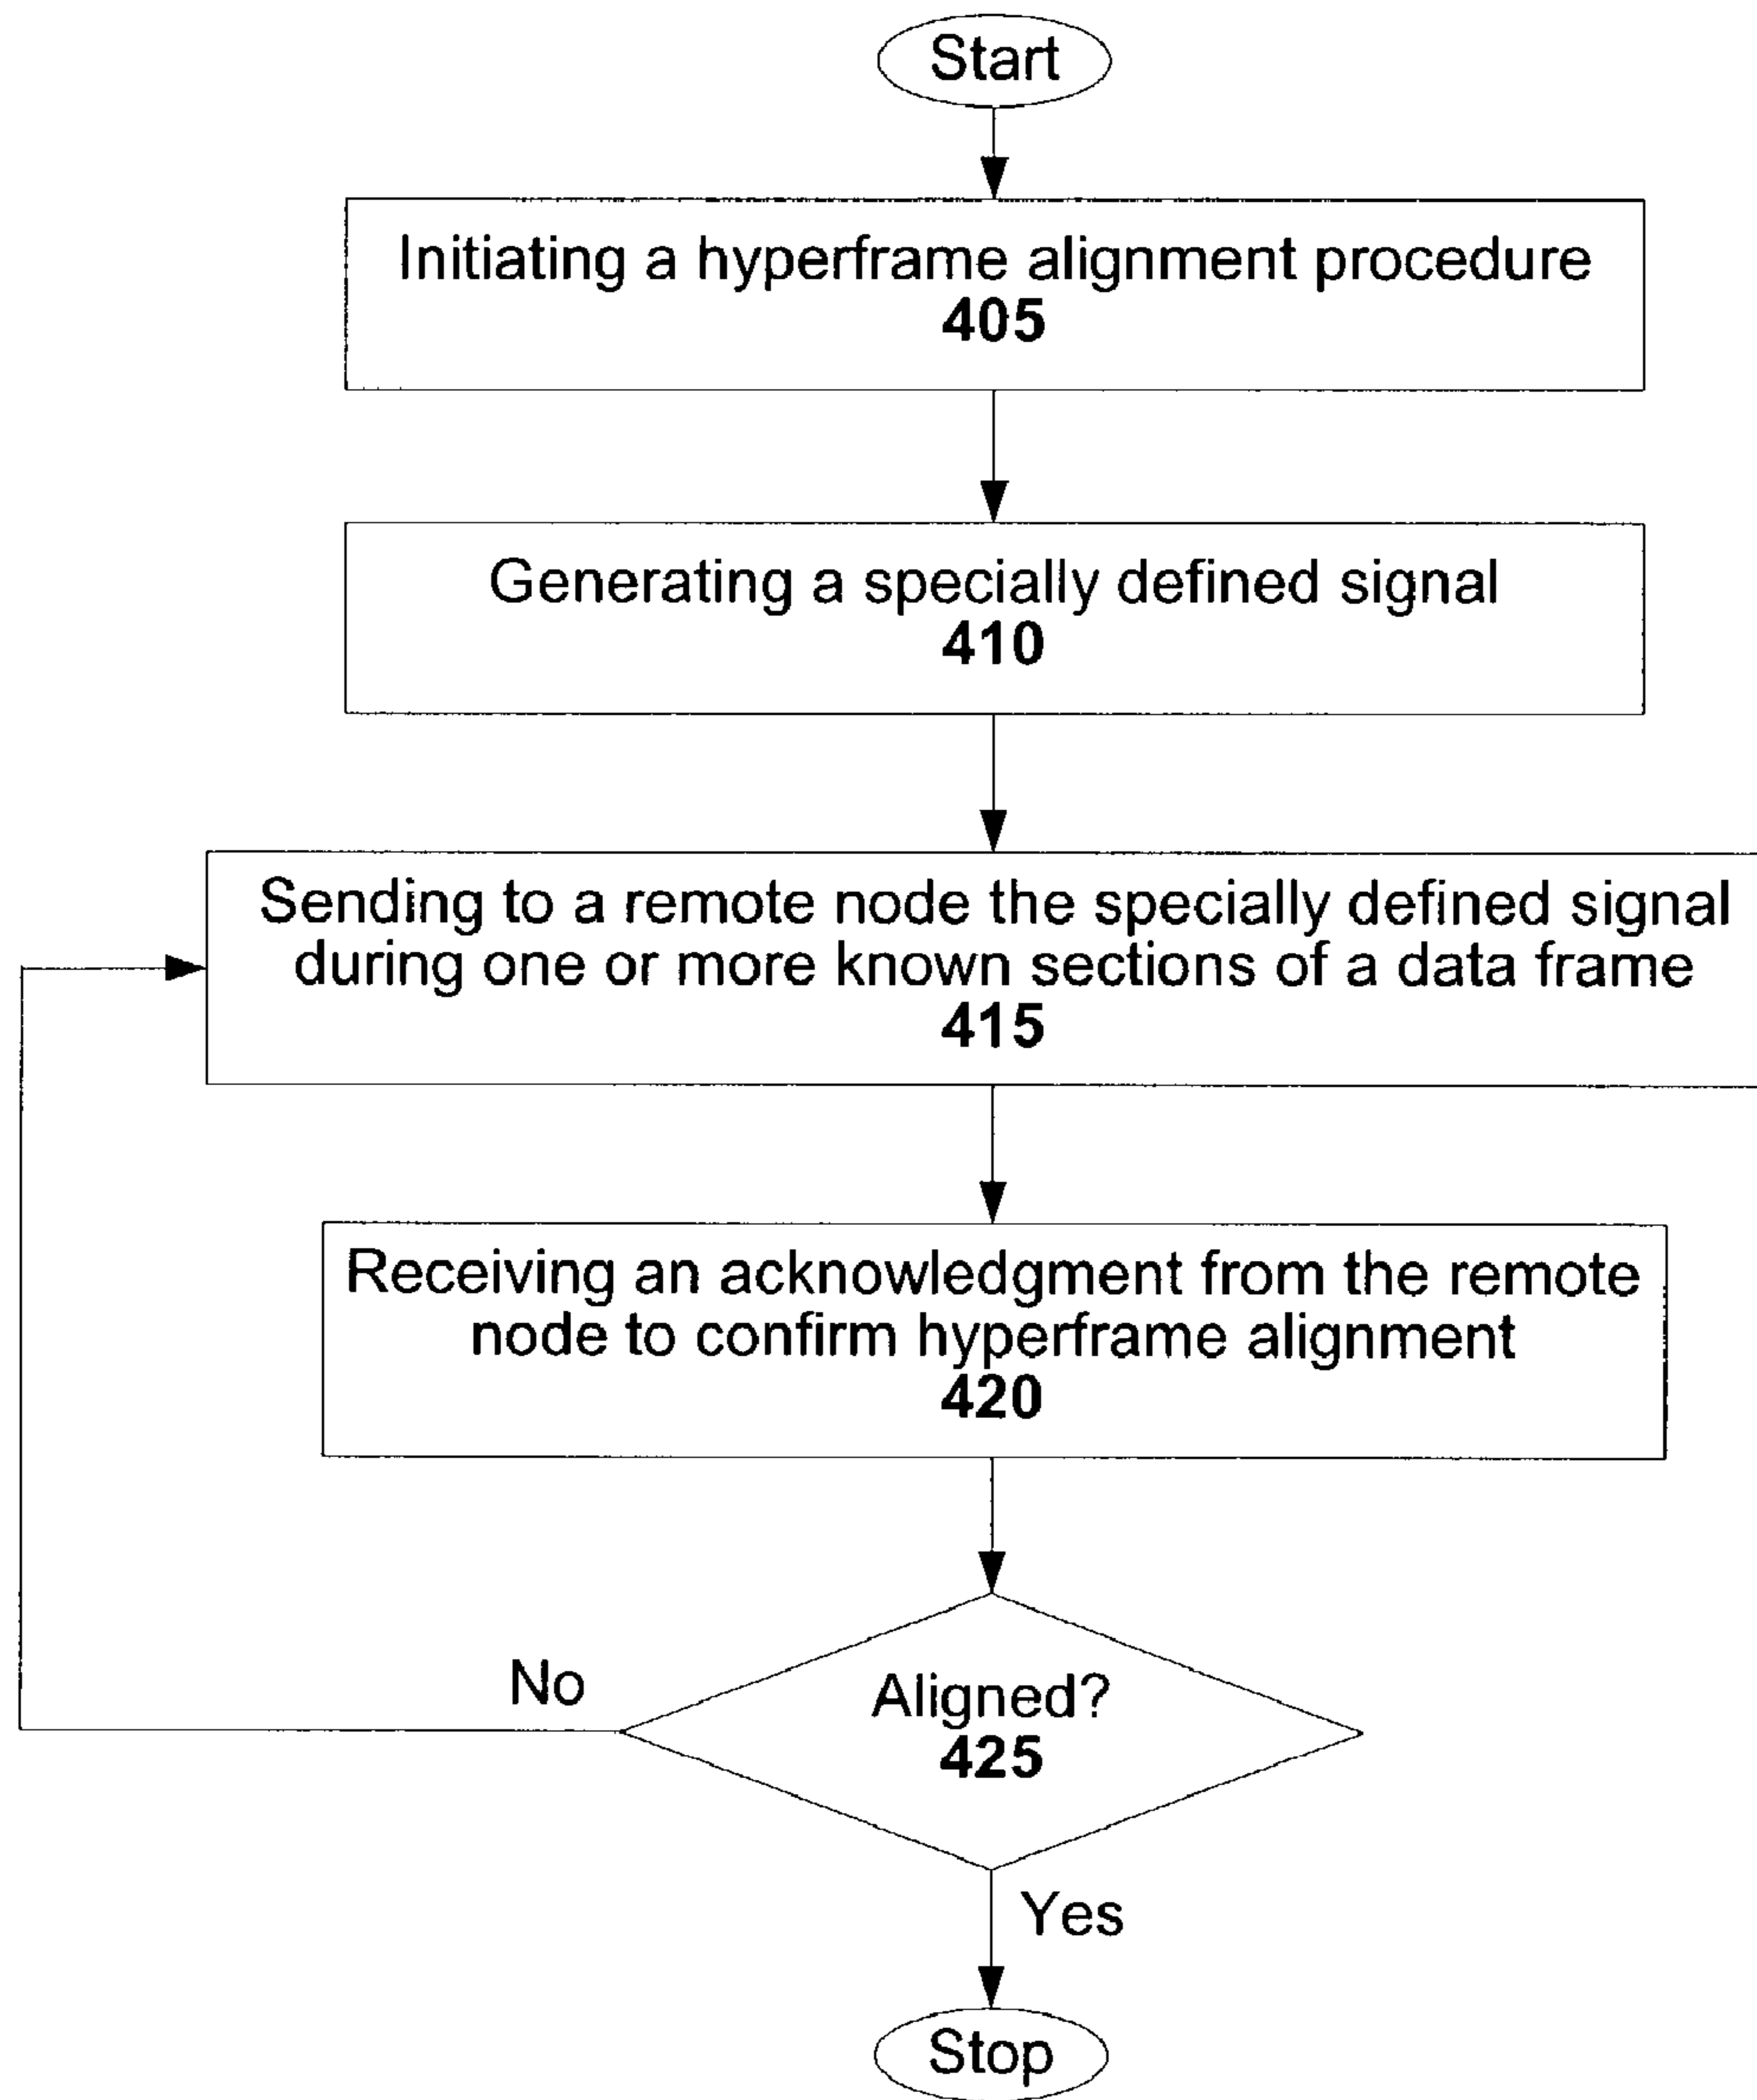 Start
Initiating a hyperframe alignment procedure
405
Generating a specially defined signal
410
Sending to a remote node the specially defined signal
during one or more known sections of a data frame
415
Receiving an acknowledgment from the remote
node to confirm hyperframe alignment
420
No
Aligned?
425
Yes
Stop